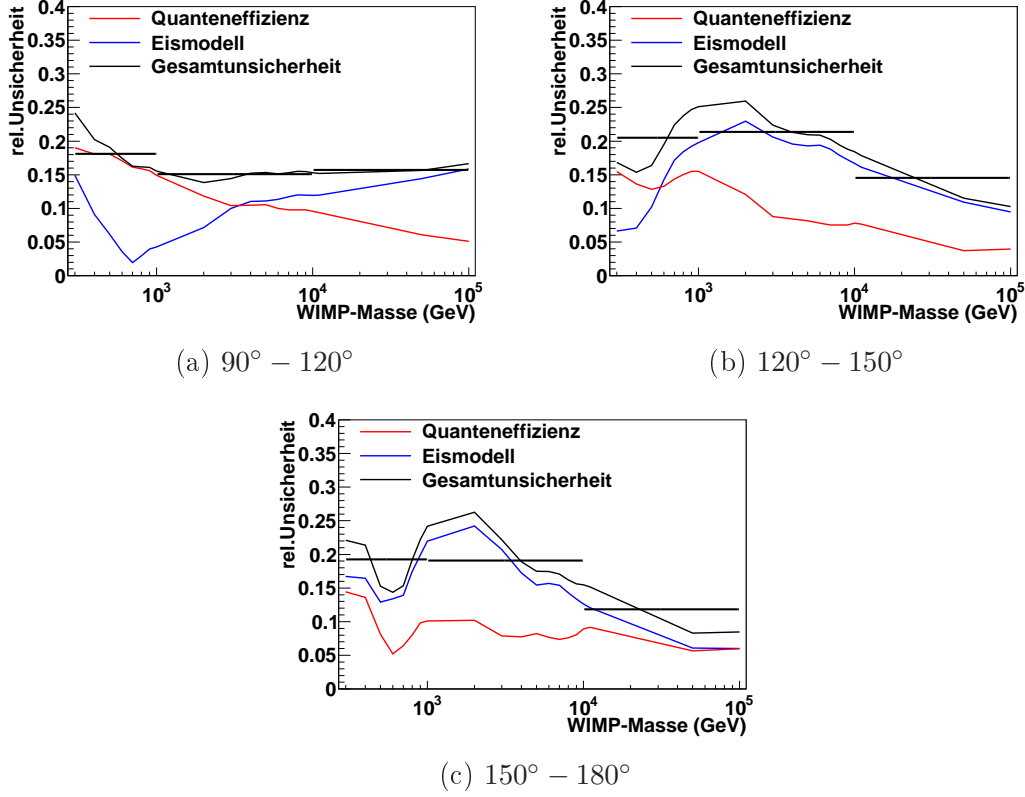 0.4
0.35
0.3
0.25
0.2
0.15
0.1
0.05
0
rel.Unsicherheit
Quanteneffizienz
Eismodell
Gesamtunsicherheit
10³
10⁴
10⁵
WIMP-Masse (GeV)
(a) 90° − 120°
0.4
0.35
0.3
0.25
0.2
0.15
0.1
0.05
0
rel.Unsicherheit
Quanteneffizienz
Eismodell
Gesamtunsicherheit
10³
10⁴
10⁵
WIMP-Masse (GeV)
(b) 120° − 150°
0.4
0.35
0.3
0.25
0.2
0.15
0.1
0.05
0
rel.Unsicherheit
Quanteneffizienz
Eismodell
Gesamtunsicherheit
10³
10⁴
10⁵
WIMP-Masse (GeV)
(c) 150° − 180°